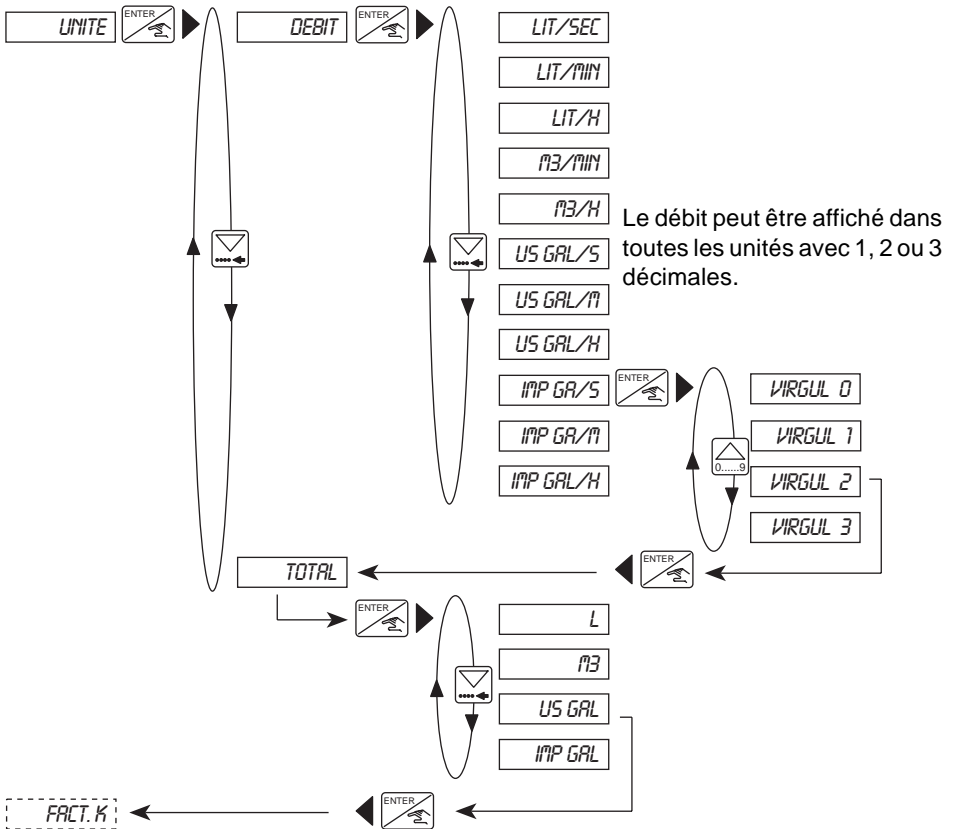 UNITE
ENTER
DEBIT
ENTER
LIT/SEC
LIT/MIN
LIT/H
M3/MIN
M3/H
Le débit peut être affiché dans
toutes les unités avec 1, 2 ou 3
décimales.
US GAL/S
US GAL/M
US GAL/H
IMP GA/S
ENTER
IMP GA/M
IMP GAL/H
0......9
VIRGUL 0
VIRGUL 1
VIRGUL 2
VIRGUL 3
ENTER
TOTAL
ENTER
L
M3
US GAL
IMP GAL
ENTER
FACT. K